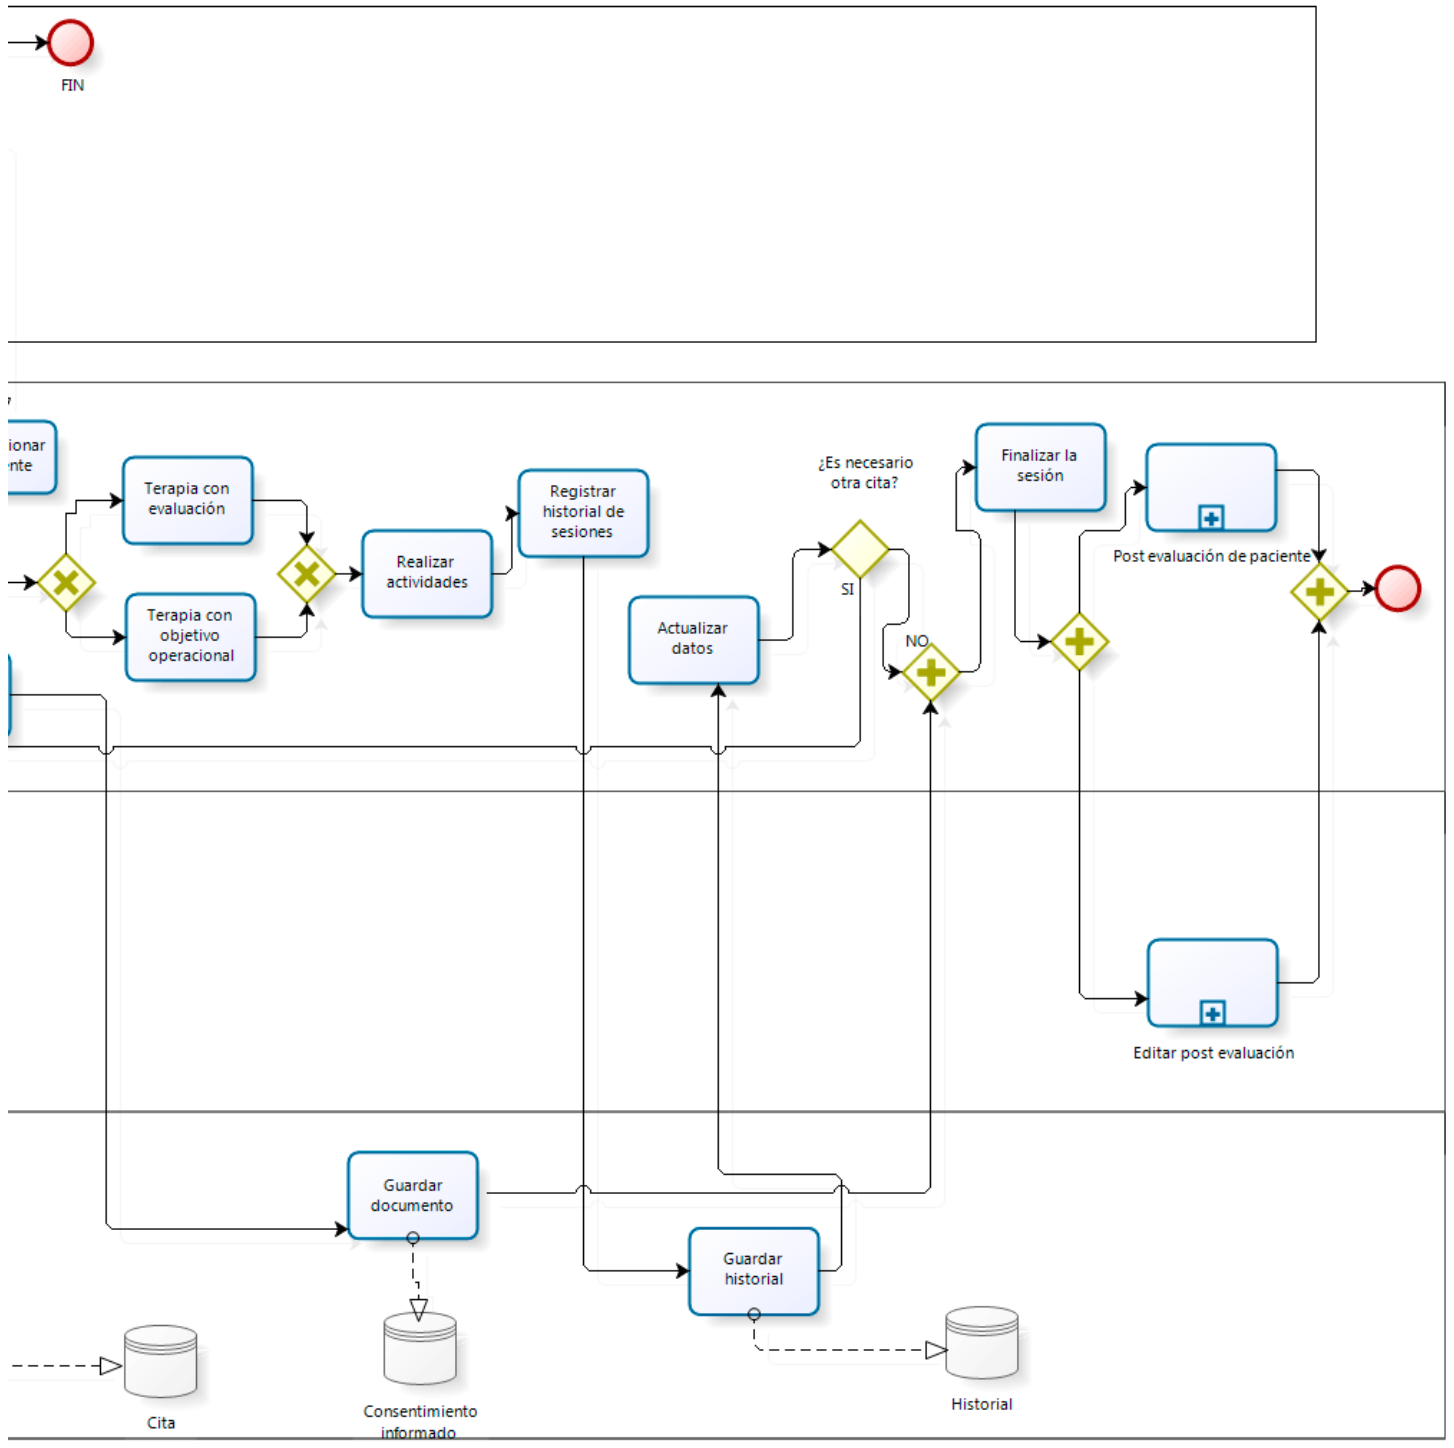 FIN
ionar
nte
Terapia con
evaluación
Terapia con
objetivo
operacional
Realizar
actividades
Registrar
historial de
sesiones
Actualizar
datos
¿Es necesario
otra cita?
SI
NO
Finalizar la
sesión
Post evaluación de paciente
Editar post evaluación
Guardar
documento
Guardar
historial
Cita
Consentimiento
informado
Historial